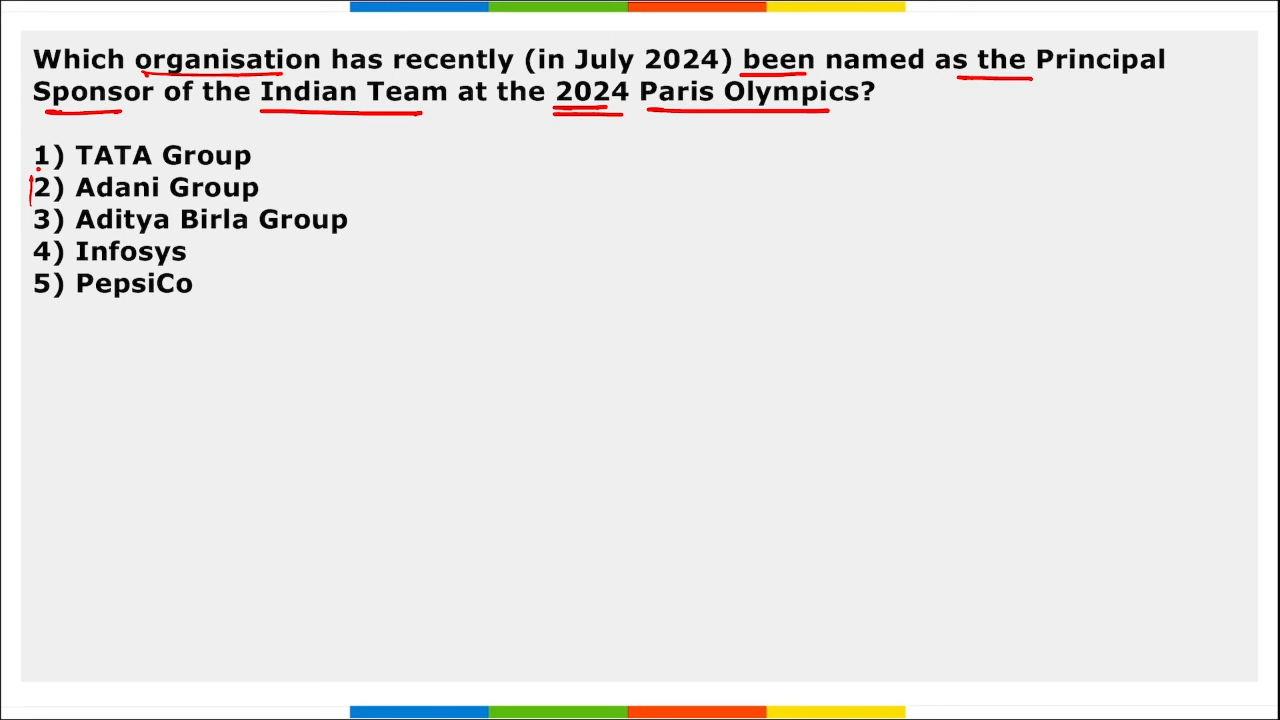 Which organisation has recently (in July 2024) been named as the Principal
Sponsor of the Indian Team at the 2024 Paris Olympics?
1) TATA Group
2) Adani Group
3) Aditya Birla Group
4) Infosys
5) PepsiCo